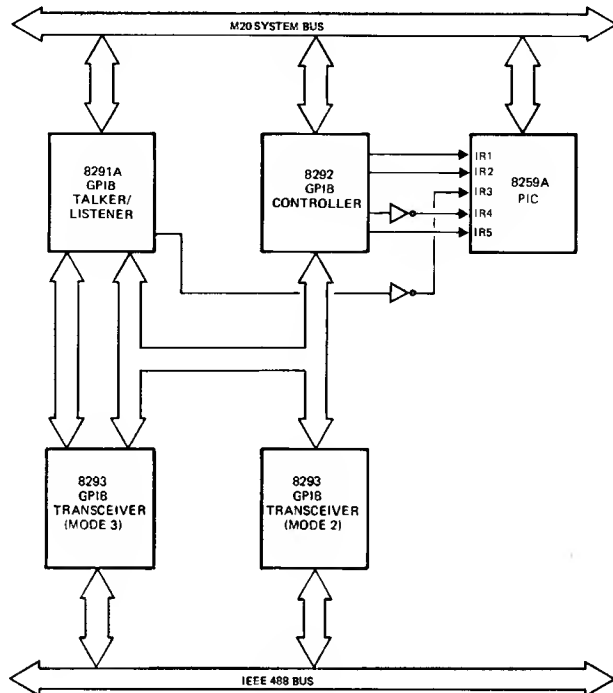 M20 SYSTEM BUS
8291A
GPIB
TALKER/
LISTENER
8292
GPIB
CONTROLLER
IR1
IR2
IR3
IR4
IR5
8259A
PIC
8293
GPIB
TRANSCEIVER
(MODE 3)
8293
GPIB
TRANSCEIVER
(MODE 2)
IEEE 488 BUS